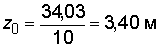 z₀ = 34,03/10 = 3,40 м